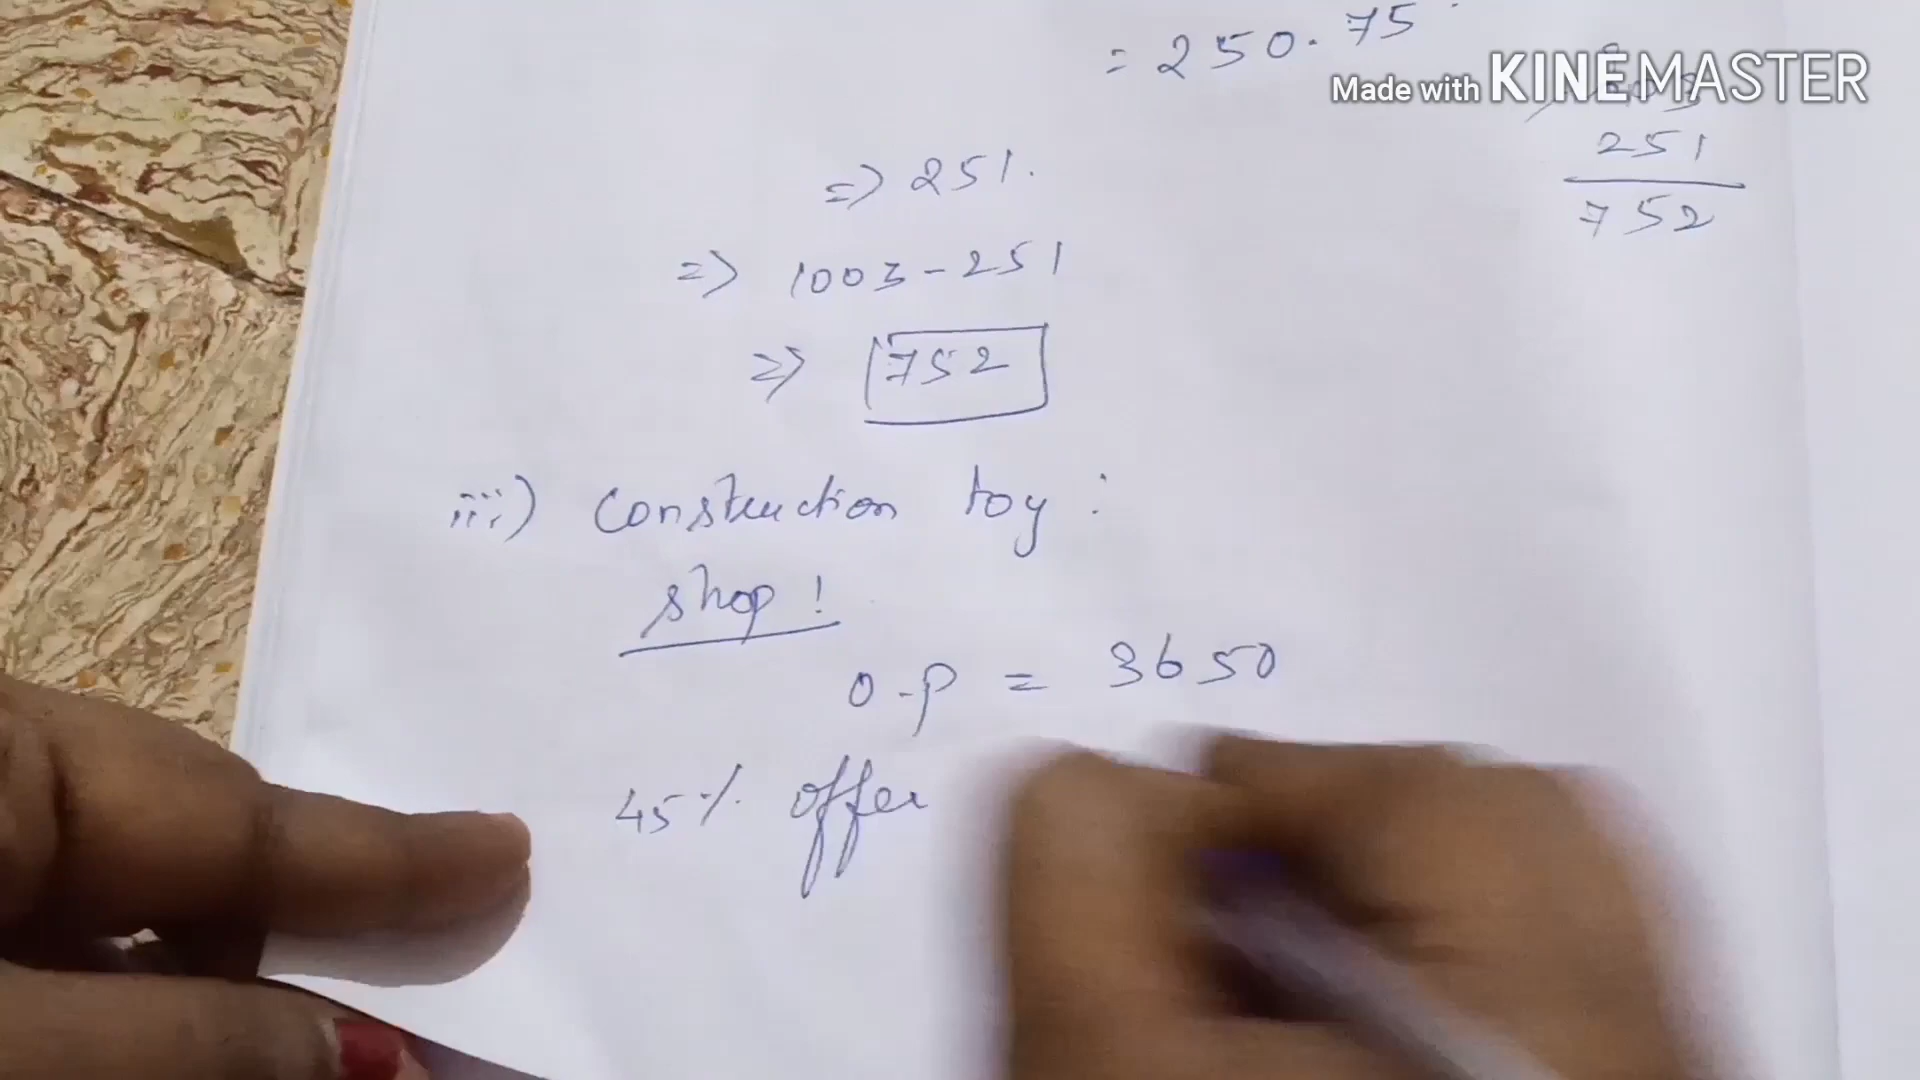 = 250.75
Made with KINEMASTER
=> 251.
251
752
=> 1003 - 251
=> 752
iii) Construction toy :
shop !
O.P = 3650
45% offer